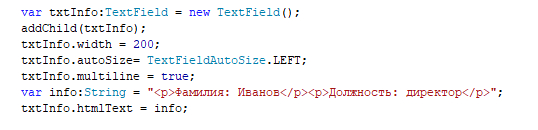 var txtInfo:TextField = new TextField();
addChild(txtInfo);
txtInfo.width = 200;
txtInfo.autoSize= TextFieldAutoSize.LEFT;
txtInfo.multiline = true;
var info:String = "<p>Фамилия: Иванов</p><p>Должность: директор</p>";
txtInfo.htmlText = info;